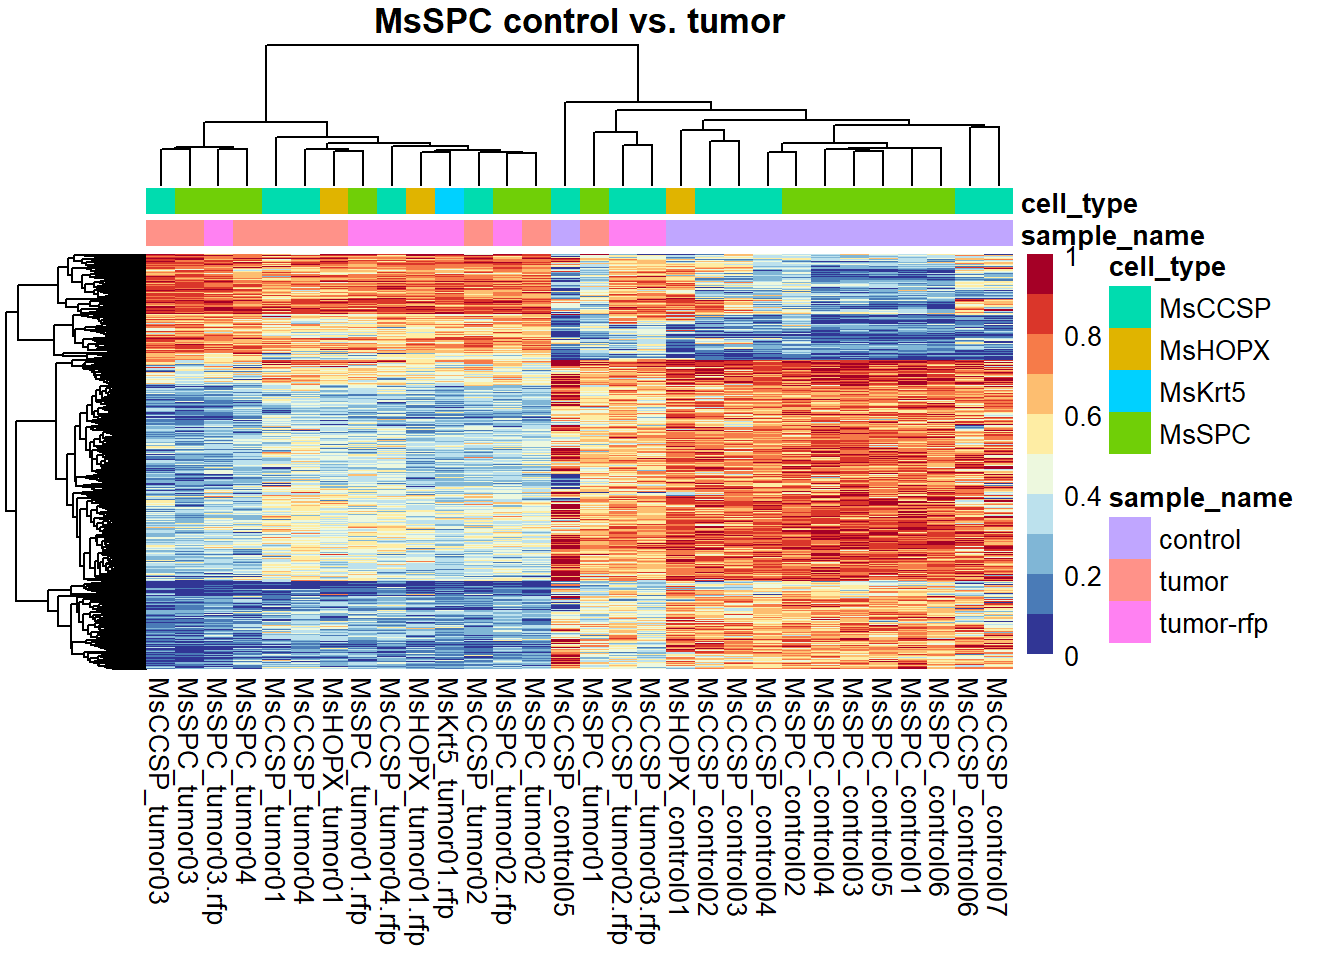 MsSPC control vs. tumor
cell_type
sample_name
1
0.8
0.6
0.4
0.2
0
cell_type
MsCCSP
MsHOPX
MsKrt5
MsSPC
sample_name
control
tumor
tumor-rfp
MsCCSP_tumor03
MsSPC_tumor03
MsSPC_tumor03.rfp
MsSPC_tumor04
MsCCSP_tumor01
MsCCSP_tumor04
MsHOPX_tumor01
MsSPC_tumor01.rfp
MsCCSP_tumor04.rfp
MsHOPX_tumor01.rfp
MsKrt5_tumor01.rfp
MsCCSP_tumor02
MsSPC_tumor02.rfp
MsSPC_tumor02
MsCCSP_control05
MsSPC_tumor01
MsCCSP_tumor02.rfp
MsCCSP_tumor03.rfp
MsHOPX_control01
MsCCSP_control02
MsCCSP_control03
MsCCSP_control04
MsSPC_control02
MsSPC_control04
MsSPC_control03
MsSPC_control05
MsSPC_control01
MsSPC_control06
MsCCSP_control06
MsCCSP_control07